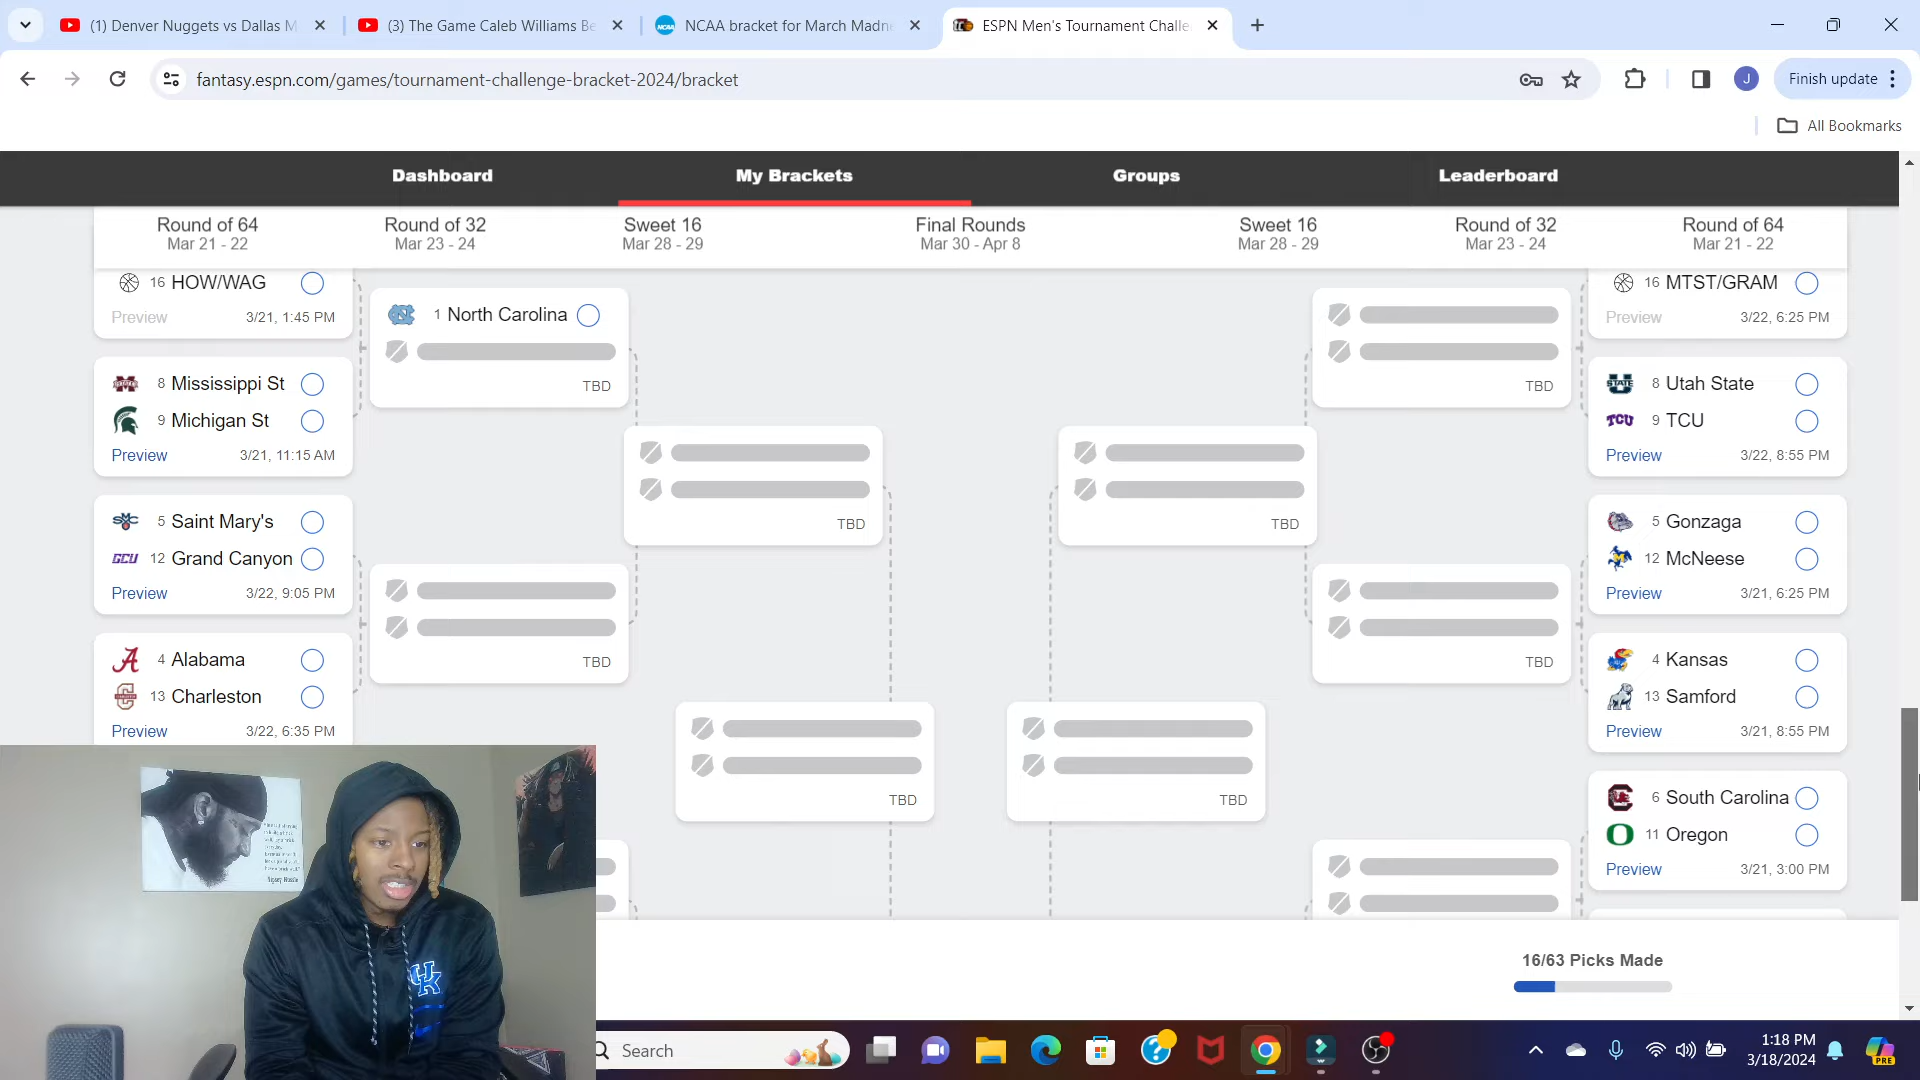 (1) Denver Nuggets vs Dallas M
(3) The Game Caleb Williams Be
NCAA bracket for March Madne
ESPN Men's Tournament Challe
fantasy.espn.com/games/tournament-challenge-bracket-2024/bracket
J
Finish update
All Bookmarks
Dashboard
My Brackets
Groups
Leaderboard
Round of 64
Mar 21 - 22
Round of 32
Mar 23 - 24
Sweet 16
Mar 28 - 29
Final Rounds
Mar 30 - Apr 8
Sweet 16
Mar 28 - 29
Round of 32
Mar 23 - 24
Round of 64
Mar 21 - 22
16 HOW/WAG
Preview 3/21, 1:45 PM
8 Mississippi St
9 Michigan St
Preview 3/21, 11:15 AM
5 Saint Mary's
GCU 12 Grand Canyon
Preview 3/22, 9:05 PM
4 Alabama
13 Charleston
Preview 3/22, 6:35 PM
1 North Carolina
TBD
TBD
TBD
TBD
TBD
TBD
TBD
TBD
16 MTST/GRAM
Preview 3/22, 6:25 PM
8 Utah State
TCU 9 TCU
Preview 3/22, 8:55 PM
5 Gonzaga
12 McNeese
Preview 3/21, 6:25 PM
4 Kansas
13 Samford
Preview 3/21, 8:55 PM
6 South Carolina
11 Oregon
Preview 3/21, 3:00 PM
16/63 Picks Made
UK
Search
1:18 PM
3/18/2024
PRE